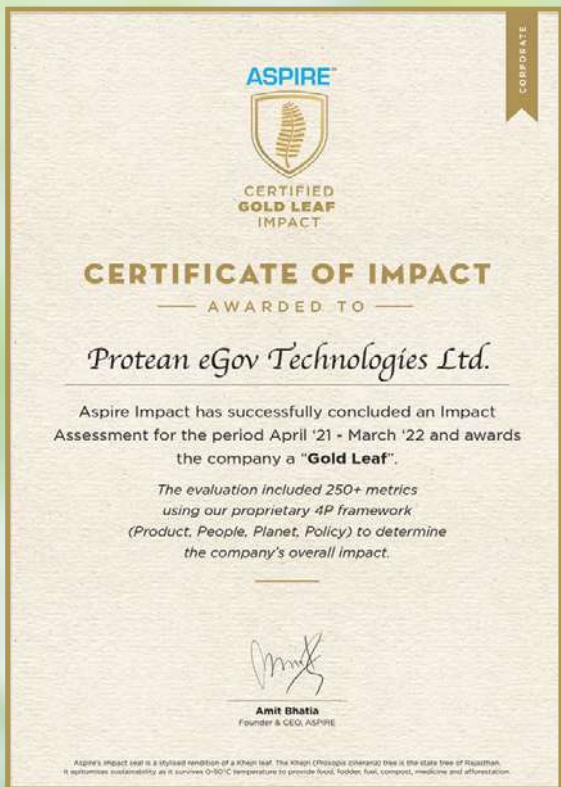 CORPORATE
ASPIRE™
CERTIFIED
GOLD LEAF
IMPACT
CERTIFICATE OF IMPACT
AWARDED TO
Protean eGov Technologies Ltd.
Aspire Impact has successfully concluded an Impact
Assessment for the period April ‘21 - March ‘22 and awards
the company a “Gold Leaf”.
The evaluation included 250+ metrics
using our proprietary 4P framework
(Product, People, Planet, Policy) to determine
the company’s overall impact.
Amit Bhatia
Founder & CEO, ASPIRE
Aspire's impact seal is a stylised rendition of a Khejri leaf. The Khejri (Prosopis cineraria) tree is the state tree of Rajasthan.
It epitomises sustainability as it survives 0-50°C temperature to provide food, fodder, fuel, compost, medicine and afforestation.